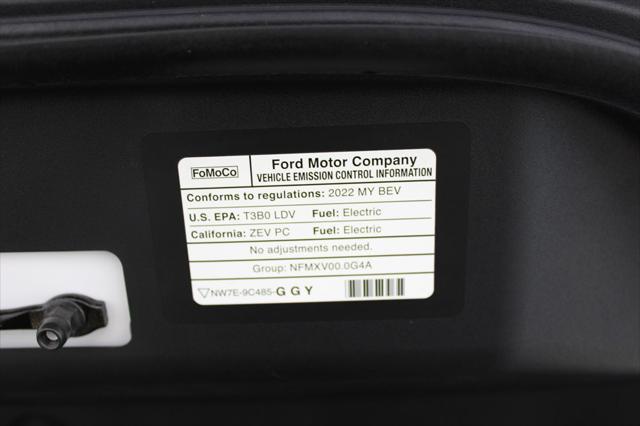 FoMoCo
Ford Motor Company
VEHICLE EMISSION CONTROL INFORMATION
Conforms to regulations: 2022 MY BEV
U.S. EPA: T3B0 LDV Fuel: Electric
California: ZEV PC Fuel: Electric
No adjustments needed.
Group: NFMXV00.0G4A
NW7E-9C485-GGY